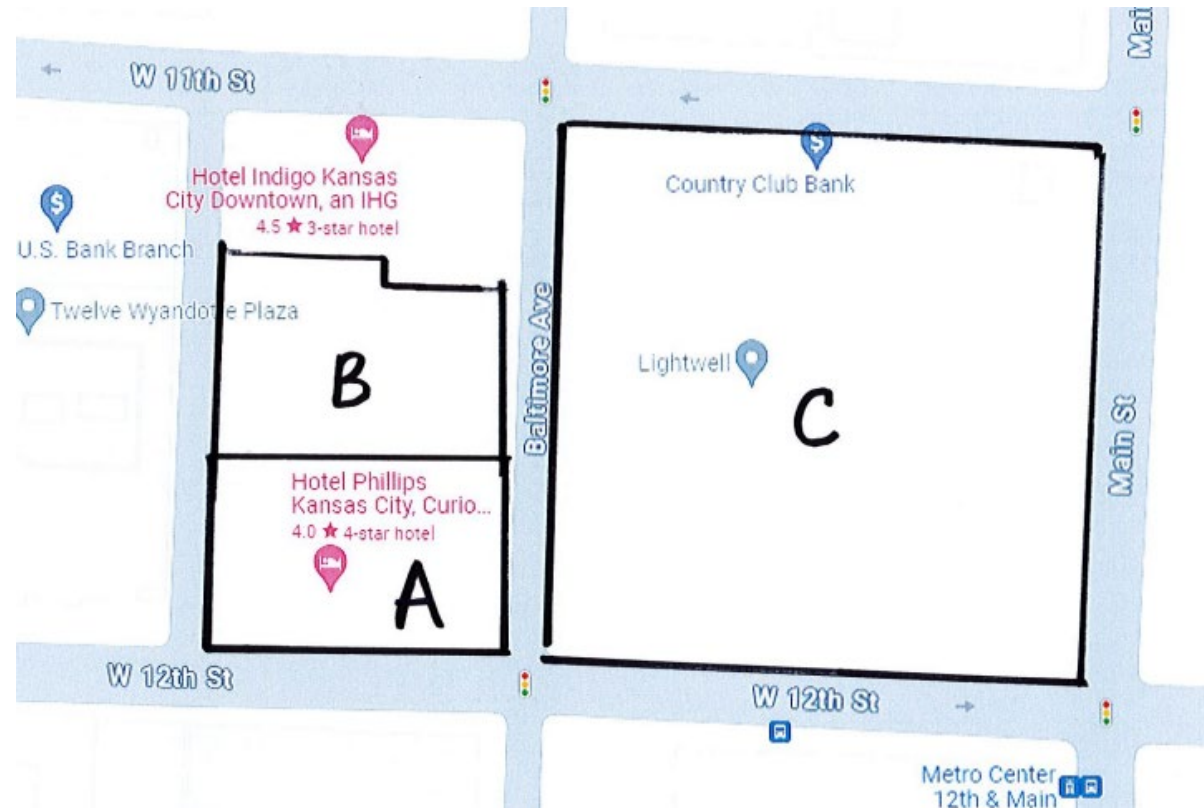 Mai
W 11th St
Hotel Indigo Kansas
City Downtown, an IHG
4.5 ★ 3-star hotel
Country Club Bank
U.S. Bank Branch
Twelve Wyandotte Plaza
B
Baltimore Ave
Lightwell
C
Main St
Hotel Phillips
Kansas City, Curio...
4.0 ★ 4-star hotel
A
W 12th St
W 12th St
Metro Center
12th & Main